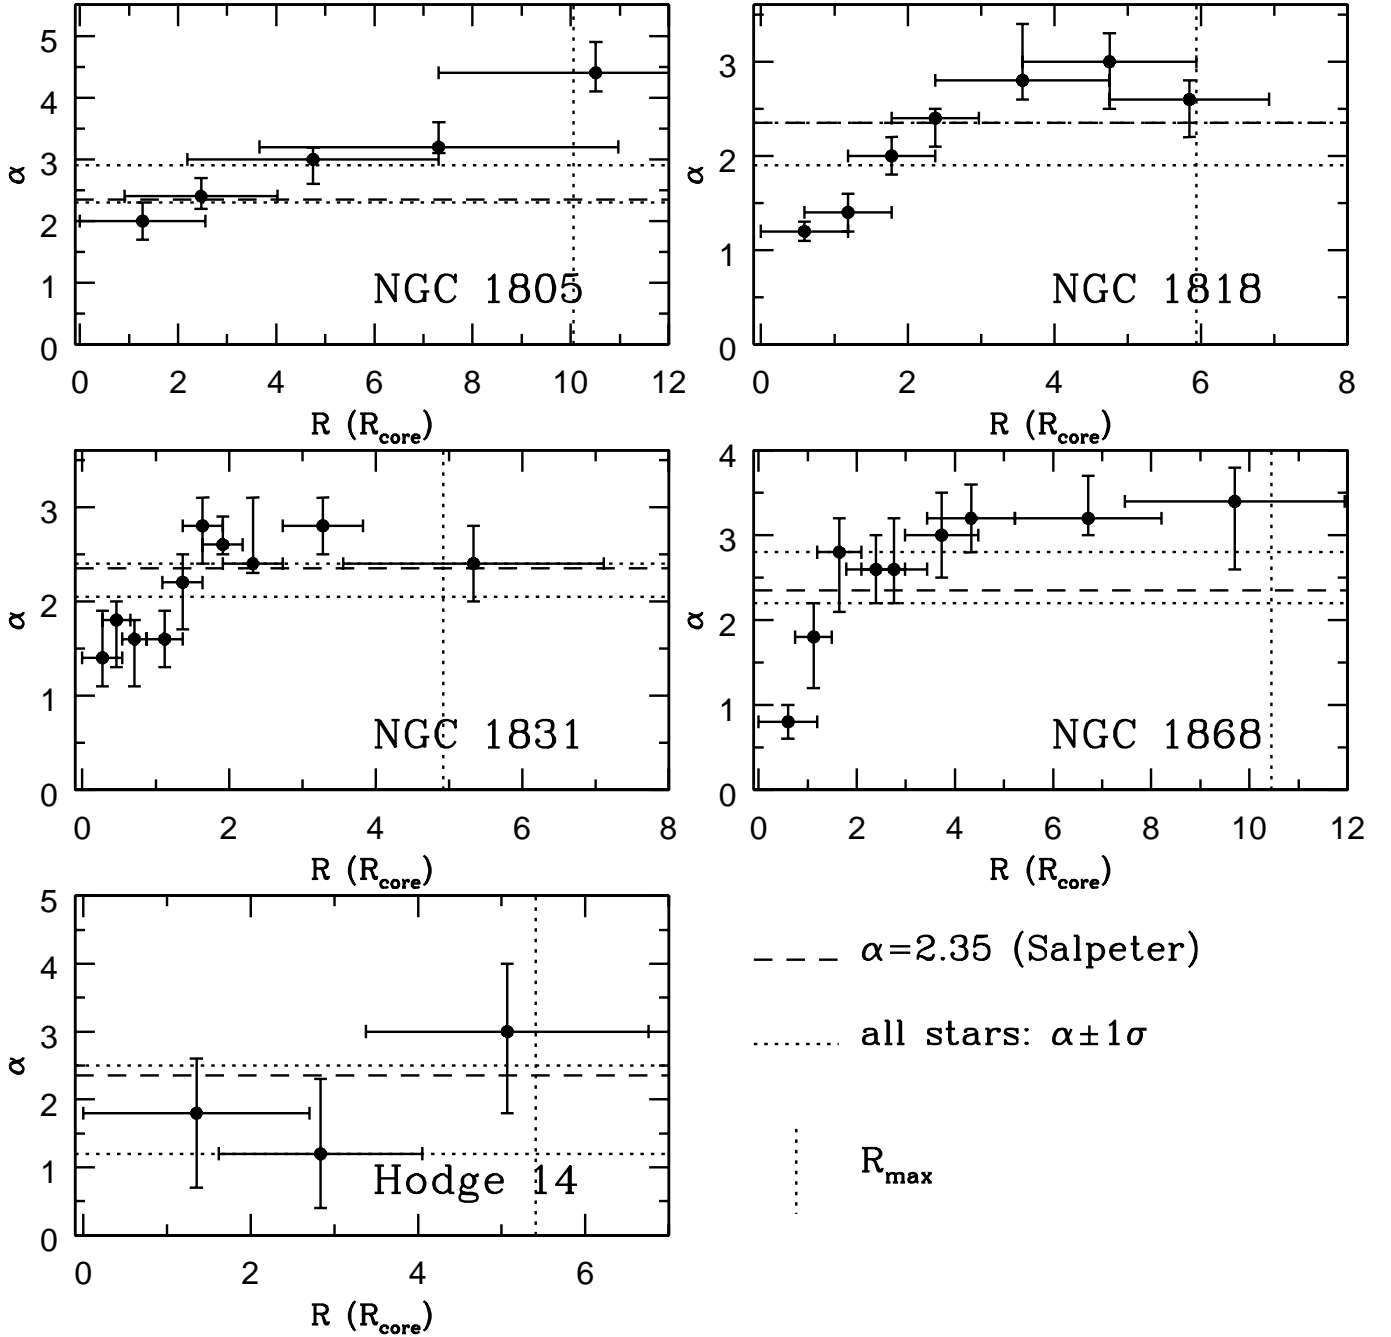 5
4
3
2
1
0
α
NGC 1805
0 2 4 6 8 10 12
R (Rcore)
3
2
1
0
α
NGC 1818
0 2 4 6 8
R (Rcore)
3
2
1
0
α
NGC 1831
0 2 4 6 8
R (Rcore)
4
3
2
1
0
α
NGC 1868
0 2 4 6 8 10 12
R (Rcore)
5
4
3
2
1
0
α
Hodge 14
0 2 4 6
R (Rcore)
α=2.35 (Salpeter)
all stars: α±1σ
Rmax